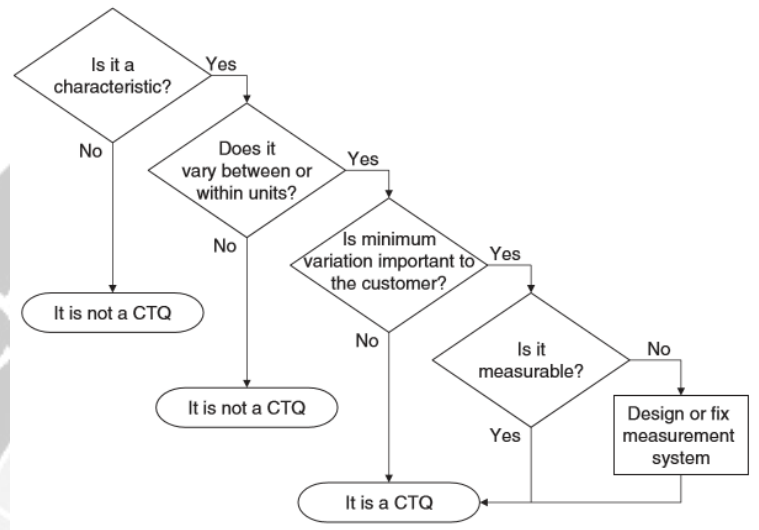 Is it a
characteristic?
Yes
No
Does it
vary between or
within units?
Yes
No
Is minimum
variation important to
the customer?
Yes
No
Is it
measurable?
No
Yes
Design or fix
measurement
system
It is not a CTQ
It is not a CTQ
It is a CTQ